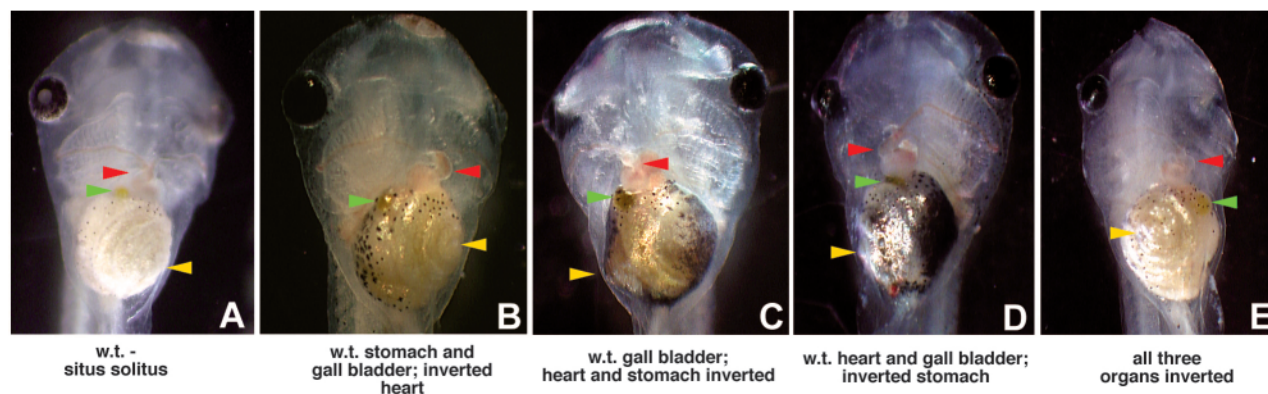 A
B
C
D
E
w.t. -
situs solitus
w.t. stomach and
gall bladder; inverted
heart
w.t. gall bladder;
heart and stomach inverted
w.t. heart and gall bladder;
inverted stomach
all three
organs inverted